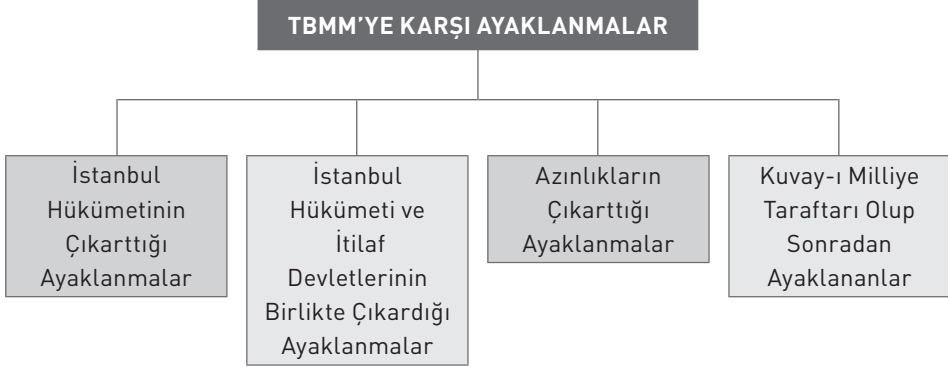 TBMM'YE KARŞI AYAKLANMALAR
İstanbul
Hükümetinin
Çıkarttığı
Ayaklanmalar
İstanbul
Hükümeti ve
İtilaf
Devletlerinin
Birlikte Çıkardığı
Ayaklanmalar
Azınlıkların
Çıkarttığı
Ayaklanmalar
Kuvay-ı Milliye
Taraftarı Olup
Sonradan
Ayaklananlar